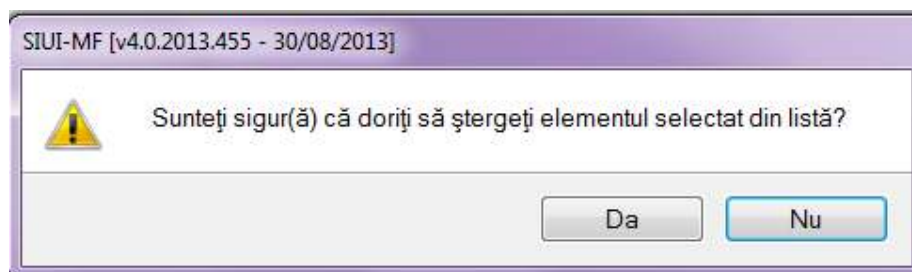 SIUI-MF [v4.0.2013.455 - 30/08/2013]
Sunteţi sigur(ă) că doriţi să ştergeţi elementul selectat din listă?
Da
Nu